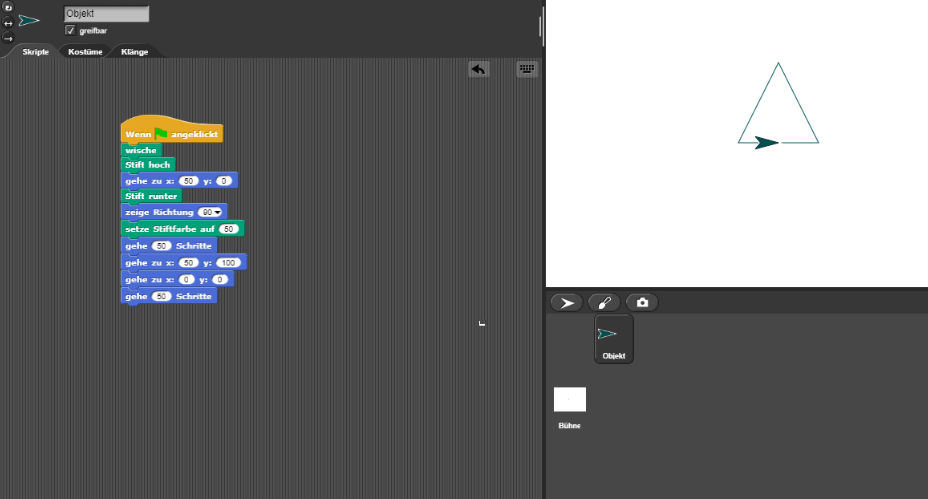 Objekt
greifbar
Skripte Kostüme Klänge
Wenn angeklickt
wische
Stift hoch
gehe zu x: 50 y: 0
Stift runter
zeige Richtung 90
setze Stiftfarbe auf 50
gehe 50 Schritte
gehe zu x: 50 y: 100
gehe zu x: 0 y: 0
gehe 50 Schritte
Objekt
Bühne